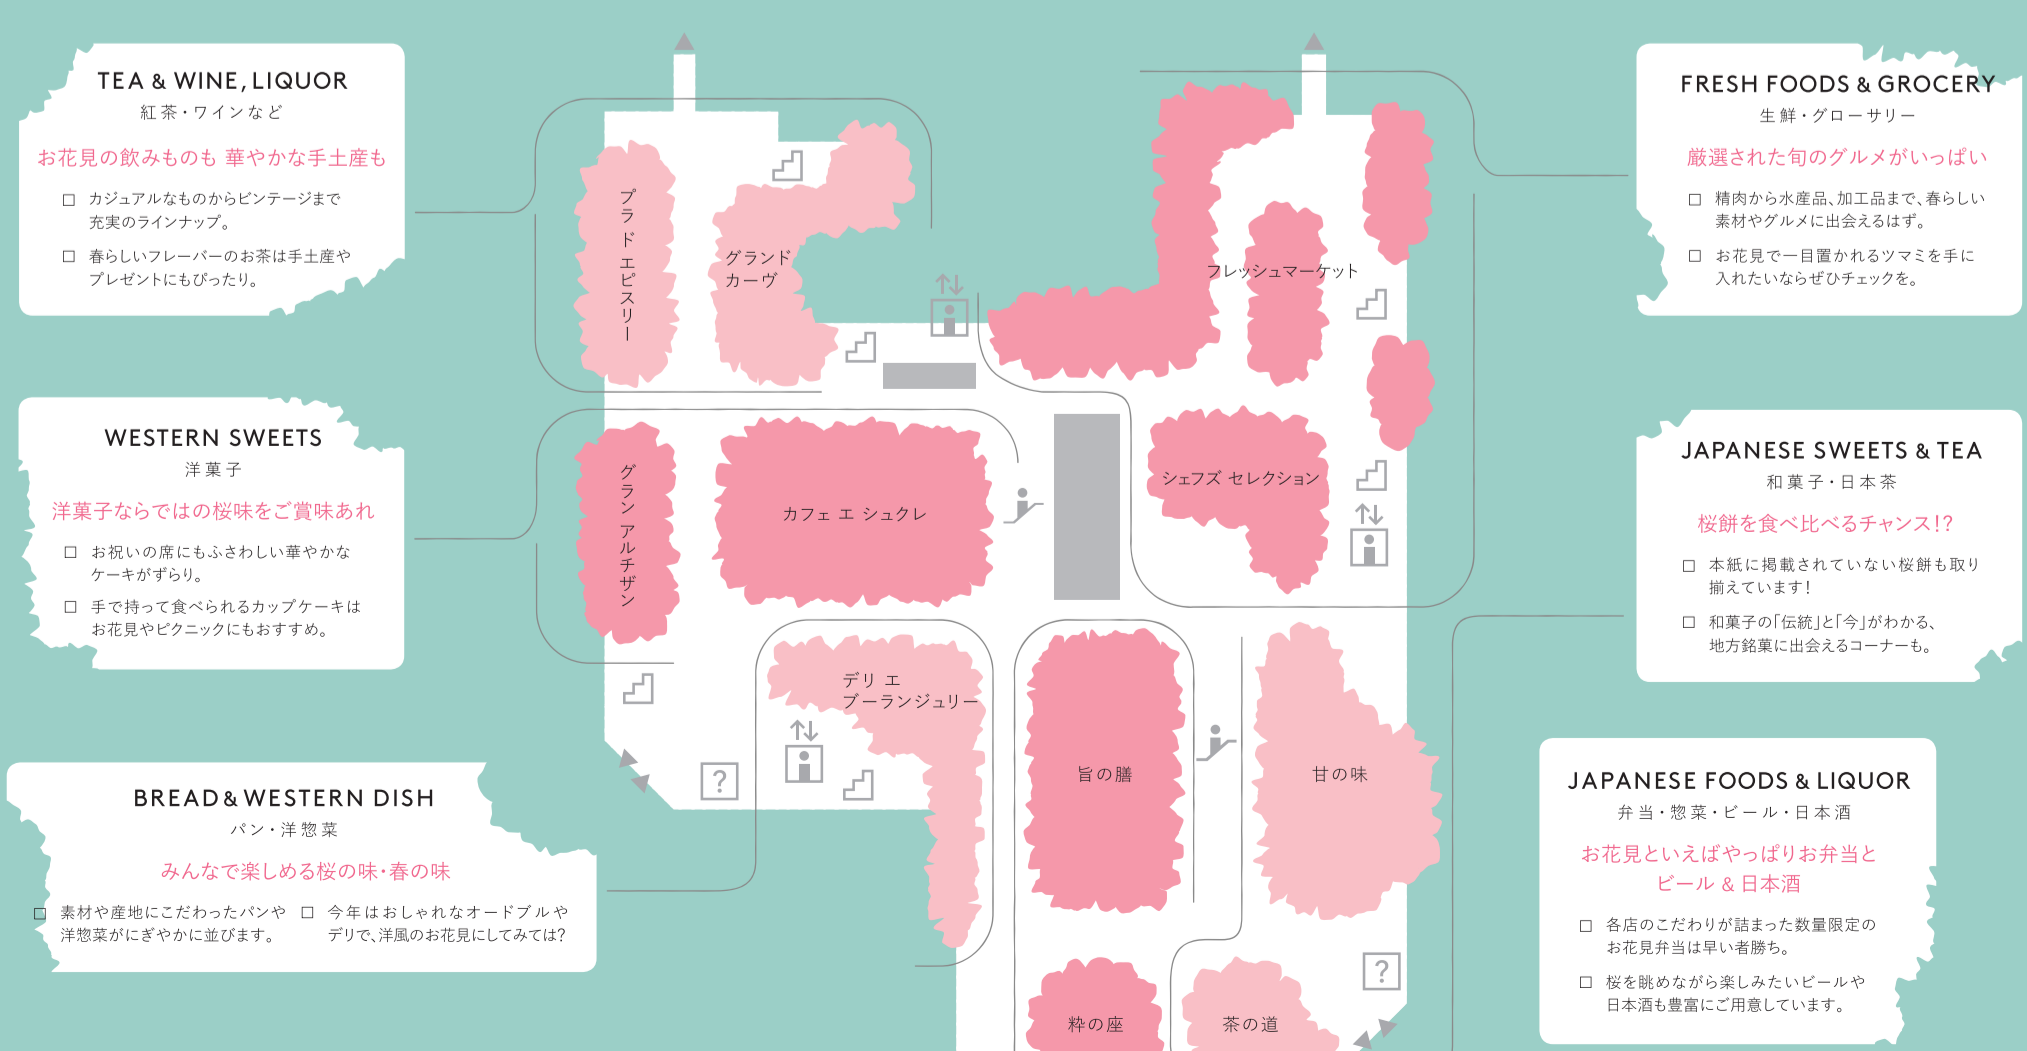 TEA & WINE, LIQUOR
紅茶・ワインなど
お花見の飲みものも 華やかな手土産も
□ カジュアルなものからビンテージまで
充実のラインナップ。
□ 春らしいフレーバーのお茶は手土産や
プレゼントにもぴったり。
WESTERN SWEETS
洋菓子
洋菓子ならではの桜味をご賞味あれ
□ お祝いの席にもふさわしい華やかな
ケーキがずらり。
□ 手で持って食べられるカップケーキは
お花見やピクニックにもおすすめ。
BREAD & WESTERN DISH
パン・洋惣菜
みんなで楽しめる桜の味・春の味
□ 素材や産地にこだわったパンや
洋惣菜がにぎやかに並びます。
□ 今年はおしゃれなオードブルや
デリで、洋風のお花見にしてみては?
プラド エピスリー
グランド
カーヴ
フレッシュマーケット
グラン アルチザン
カフェ エ シュクレ
シェフズ セレクション
デリ エ
ブーランジュリー
?
旨の膳
甘の味
?
粋の座
茶の道
FRESH FOODS & GROCERY
生鮮・グローサリー
厳選された旬のグルメがいっぱい
□ 精肉から水産品、加工品まで、春らしい
素材やグルメに出会えるはず。
□ お花見で一目置かれるツマミを手に
入れたいならぜひチェックを。
JAPANESE SWEETS & TEA
和菓子・日本茶
桜餅を食べ比べるチャンス!?
□ 本紙に掲載されていない桜餅も取り
揃えています!
□ 和菓子の「伝統」と「今」がわかる、
地方銘菓に出会えるコーナーも。
JAPANESE FOODS & LIQUOR
弁当・惣菜・ビール・日本酒
お花見といえばやっぱりお弁当と
ビール & 日本酒
□ 各店のこだわりが詰まった数量限定の
お花見弁当は早い者勝ち。
□ 桜を眺めながら楽しみたいビールや
日本酒も豊富にご用意しています。